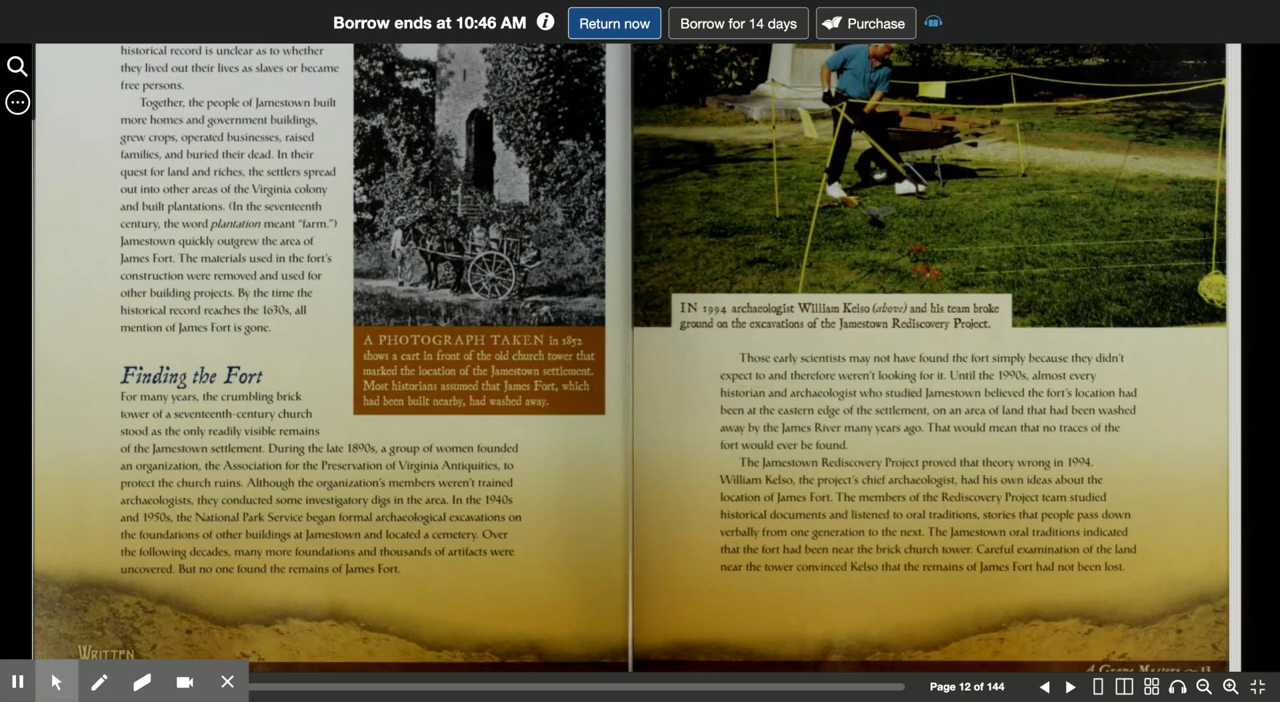 Borrow ends at 10:46 AM
Return now
Borrow for 14 days
Purchase
historical record is unclear as to whether
they lived out their lives as slaves or became
free persons.
Together, the people of Jamestown built
more homes and government buildings,
grew crops, operated businesses, raised
families, and buried their dead. In their
quest for land and riches, the settlers spread
out into other areas of the Virginia colony
and built plantations. (In the seventeenth
century, the word plantation meant "farm.")
Jamestown quickly outgrew the area of
James Fort. The materials used in the fort's
construction were removed and used for
other building projects. By the time the
historical record reaches the 1630s, all
mention of James Fort is gone.
A PHOTOGRAPH TAKEN in 1852
shows a cart in front of the old church tower that
marked the location of the Jamestown settlement.
Most historians assumed that James Fort, which
had been built nearby, had washed away.
Finding the Fort
For many years, the crumbling brick
tower of a seventeenth-century church
stood as the only readily visible remains
of the Jamestown settlement. During the late 1890s, a group of women founded
an organization, the Association for the Preservation of Virginia Antiquities, to
protect the church ruins. Although the organization's members weren't trained
archaeologists, they conducted some investigatory digs in the area. In the 1940s
and 1950s, the National Park Service began formal archaeological excavations on
the foundations of other buildings at Jamestown and located a cemetery. Over
the following decades, many more foundations and thousands of artifacts were
uncovered. But no one found the remains of James Fort.
WRITTEN
IN 1994 archaeologist William Kelso (above) and his team broke
ground on the excavations of the Jamestown Rediscovery Project.
Those early scientists may not have found the fort simply because they didn't
expect to and therefore weren't looking for it. Until the 1990s, almost every
historian and archaeologist who studied Jamestown believed the fort's location had
been at the eastern edge of the settlement, on an area of land that had been washed
away by the James River many years ago. That would mean that no traces of the
fort would ever be found.
The Jamestown Rediscovery Project proved that theory wrong in 1994.
William Kelso, the project's chief archaeologist, had his own ideas about the
location of James Fort. The members of the Rediscovery Project team studied
historical documents and listened to oral traditions, stories that people pass down
verbally from one generation to the next. The Jamestown oral traditions indicated
that the fort had been near the brick church tower. Careful examination of the land
near the tower convinced Kelso that the remains of James Fort had not been lost.
Page 12 of 144